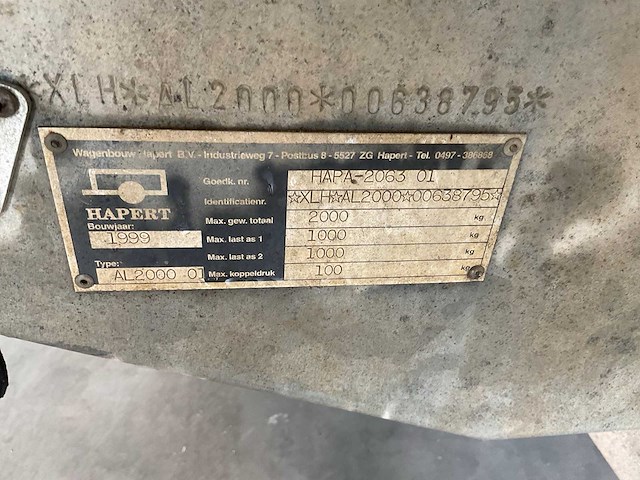 *XLH*AL2000*00638795*
Wagenbouw Hapert B.V. - Industrieweg 7 - Postbus 8 - 5527 ZG Hapert - Tel. 0497 - 386868
HAPERT
Bouwjaar:
1999
Type:
AL2000 01
Goedk. nr. HAPA-2063 01
Identificatienr. ☆XLH☆AL2000☆00638795☆
Max. gew. totaal 2000 kg
Max. last as 1 1000 kg
Max. last as 2 1000 kg
Max. koppeldruk 100 kg